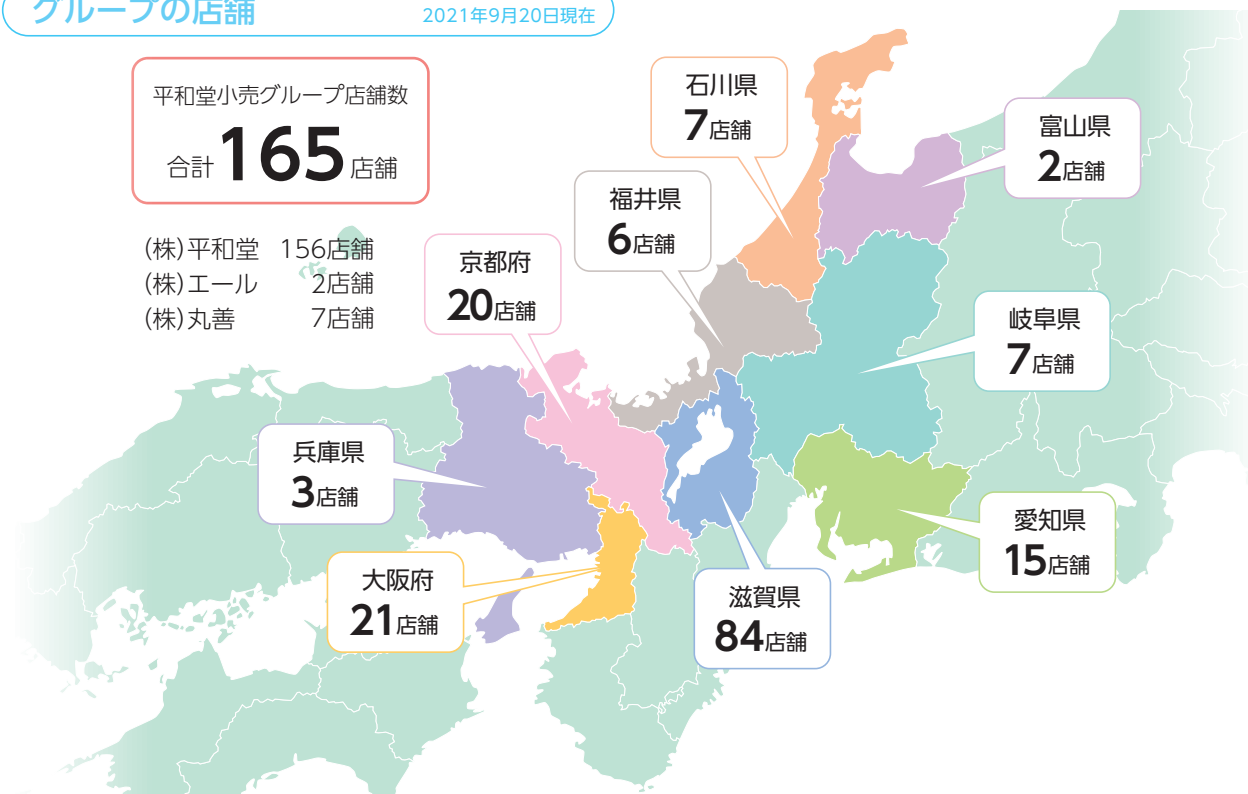 グループの店舗
2021年9月20日現在
平和堂小売グループ店舗数
合計165店舗
(株)平和堂 156店舗
(株)エール 2店舗
(株)丸善 7店舗
石川県
7店舗
富山県
2店舗
福井県
6店舗
京都府
20店舗
岐阜県
7店舗
兵庫県
3店舗
愛知県
15店舗
大阪府
21店舗
滋賀県
84店舗